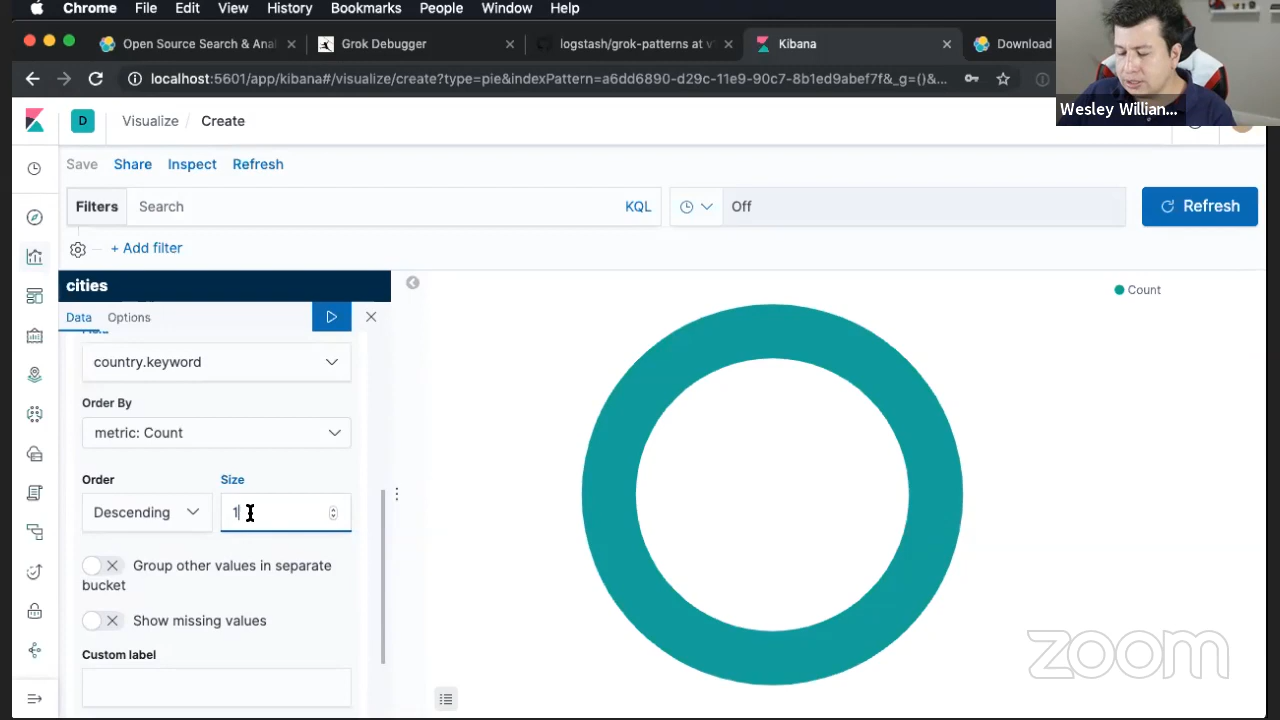 Chrome File Edit View History Bookmarks People Window Help
Open Source Search & Anal
Grok Debugger
logstash/grok-patterns at v
Kibana
Download
localhost:5601/app/kibana#/visualize/create?type=pie&indexPattern=a6dd6890-d29c-11e9-90c7-8b1ed9abef7f&_g=()&...
Wesley Willian...
D
Visualize / Create
Save Share Inspect Refresh
Filters Search KQL
Off
Refresh
+ Add filter
cities
Data Options
Count
country.keyword
Order By
metric: Count
Order Size
Descending 1
Group other values in separate
bucket
Show missing values
Custom label
zoom